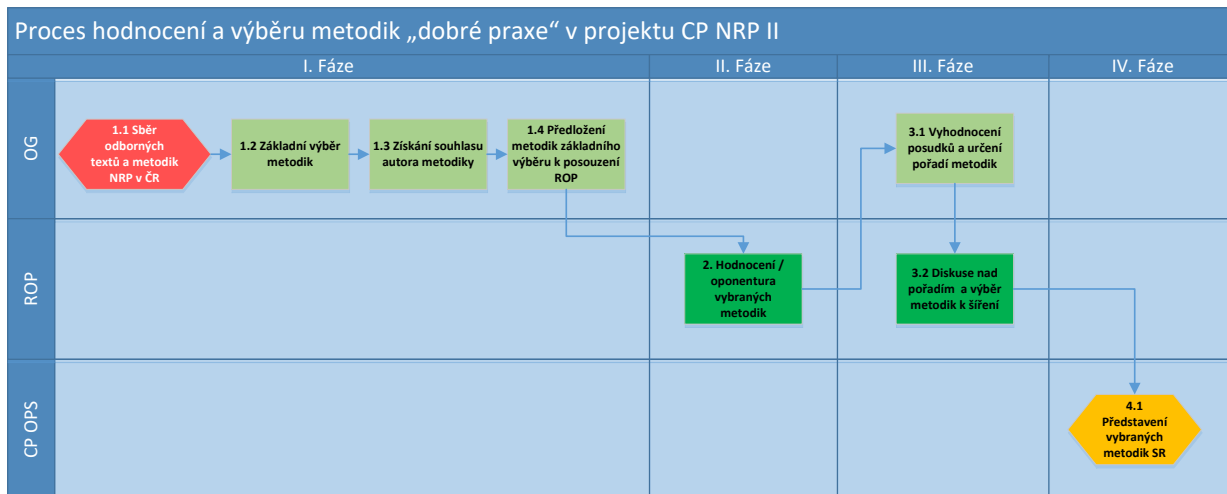 Proces hodnocení a výběru metodik „dobré praxe“ v projektu CP NRP II
I. Fáze
II. Fáze
III. Fáze
IV. Fáze
OG
1.1 Sběr
odborných
textů a metodik
NRP v ČR
1.2 Základní výběr
metodik
1.3 Získání souhlasu
autora metodiky
1.4 Předložení
metodik základního
výběru k posouzení
ROP
3.1 Vyhodnocení
posudků a určení
pořadí metodik
ROP
2. Hodnocení /
oponentura
vybraných
metodik
3.2 Diskuse nad
pořadím a výběr
metodik k šíření
CP OPS
4.1
Představení
vybraných
metodik SR